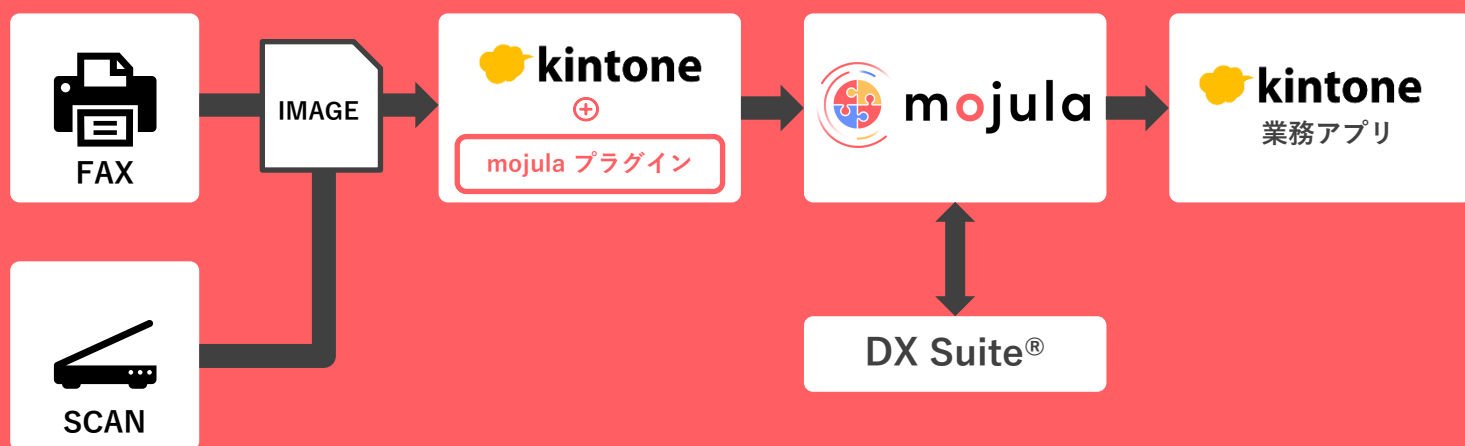 FAX
IMAGE
kintone
mojula プラグイン
mojula
kintone
業務アプリ
DX Suite®
SCAN